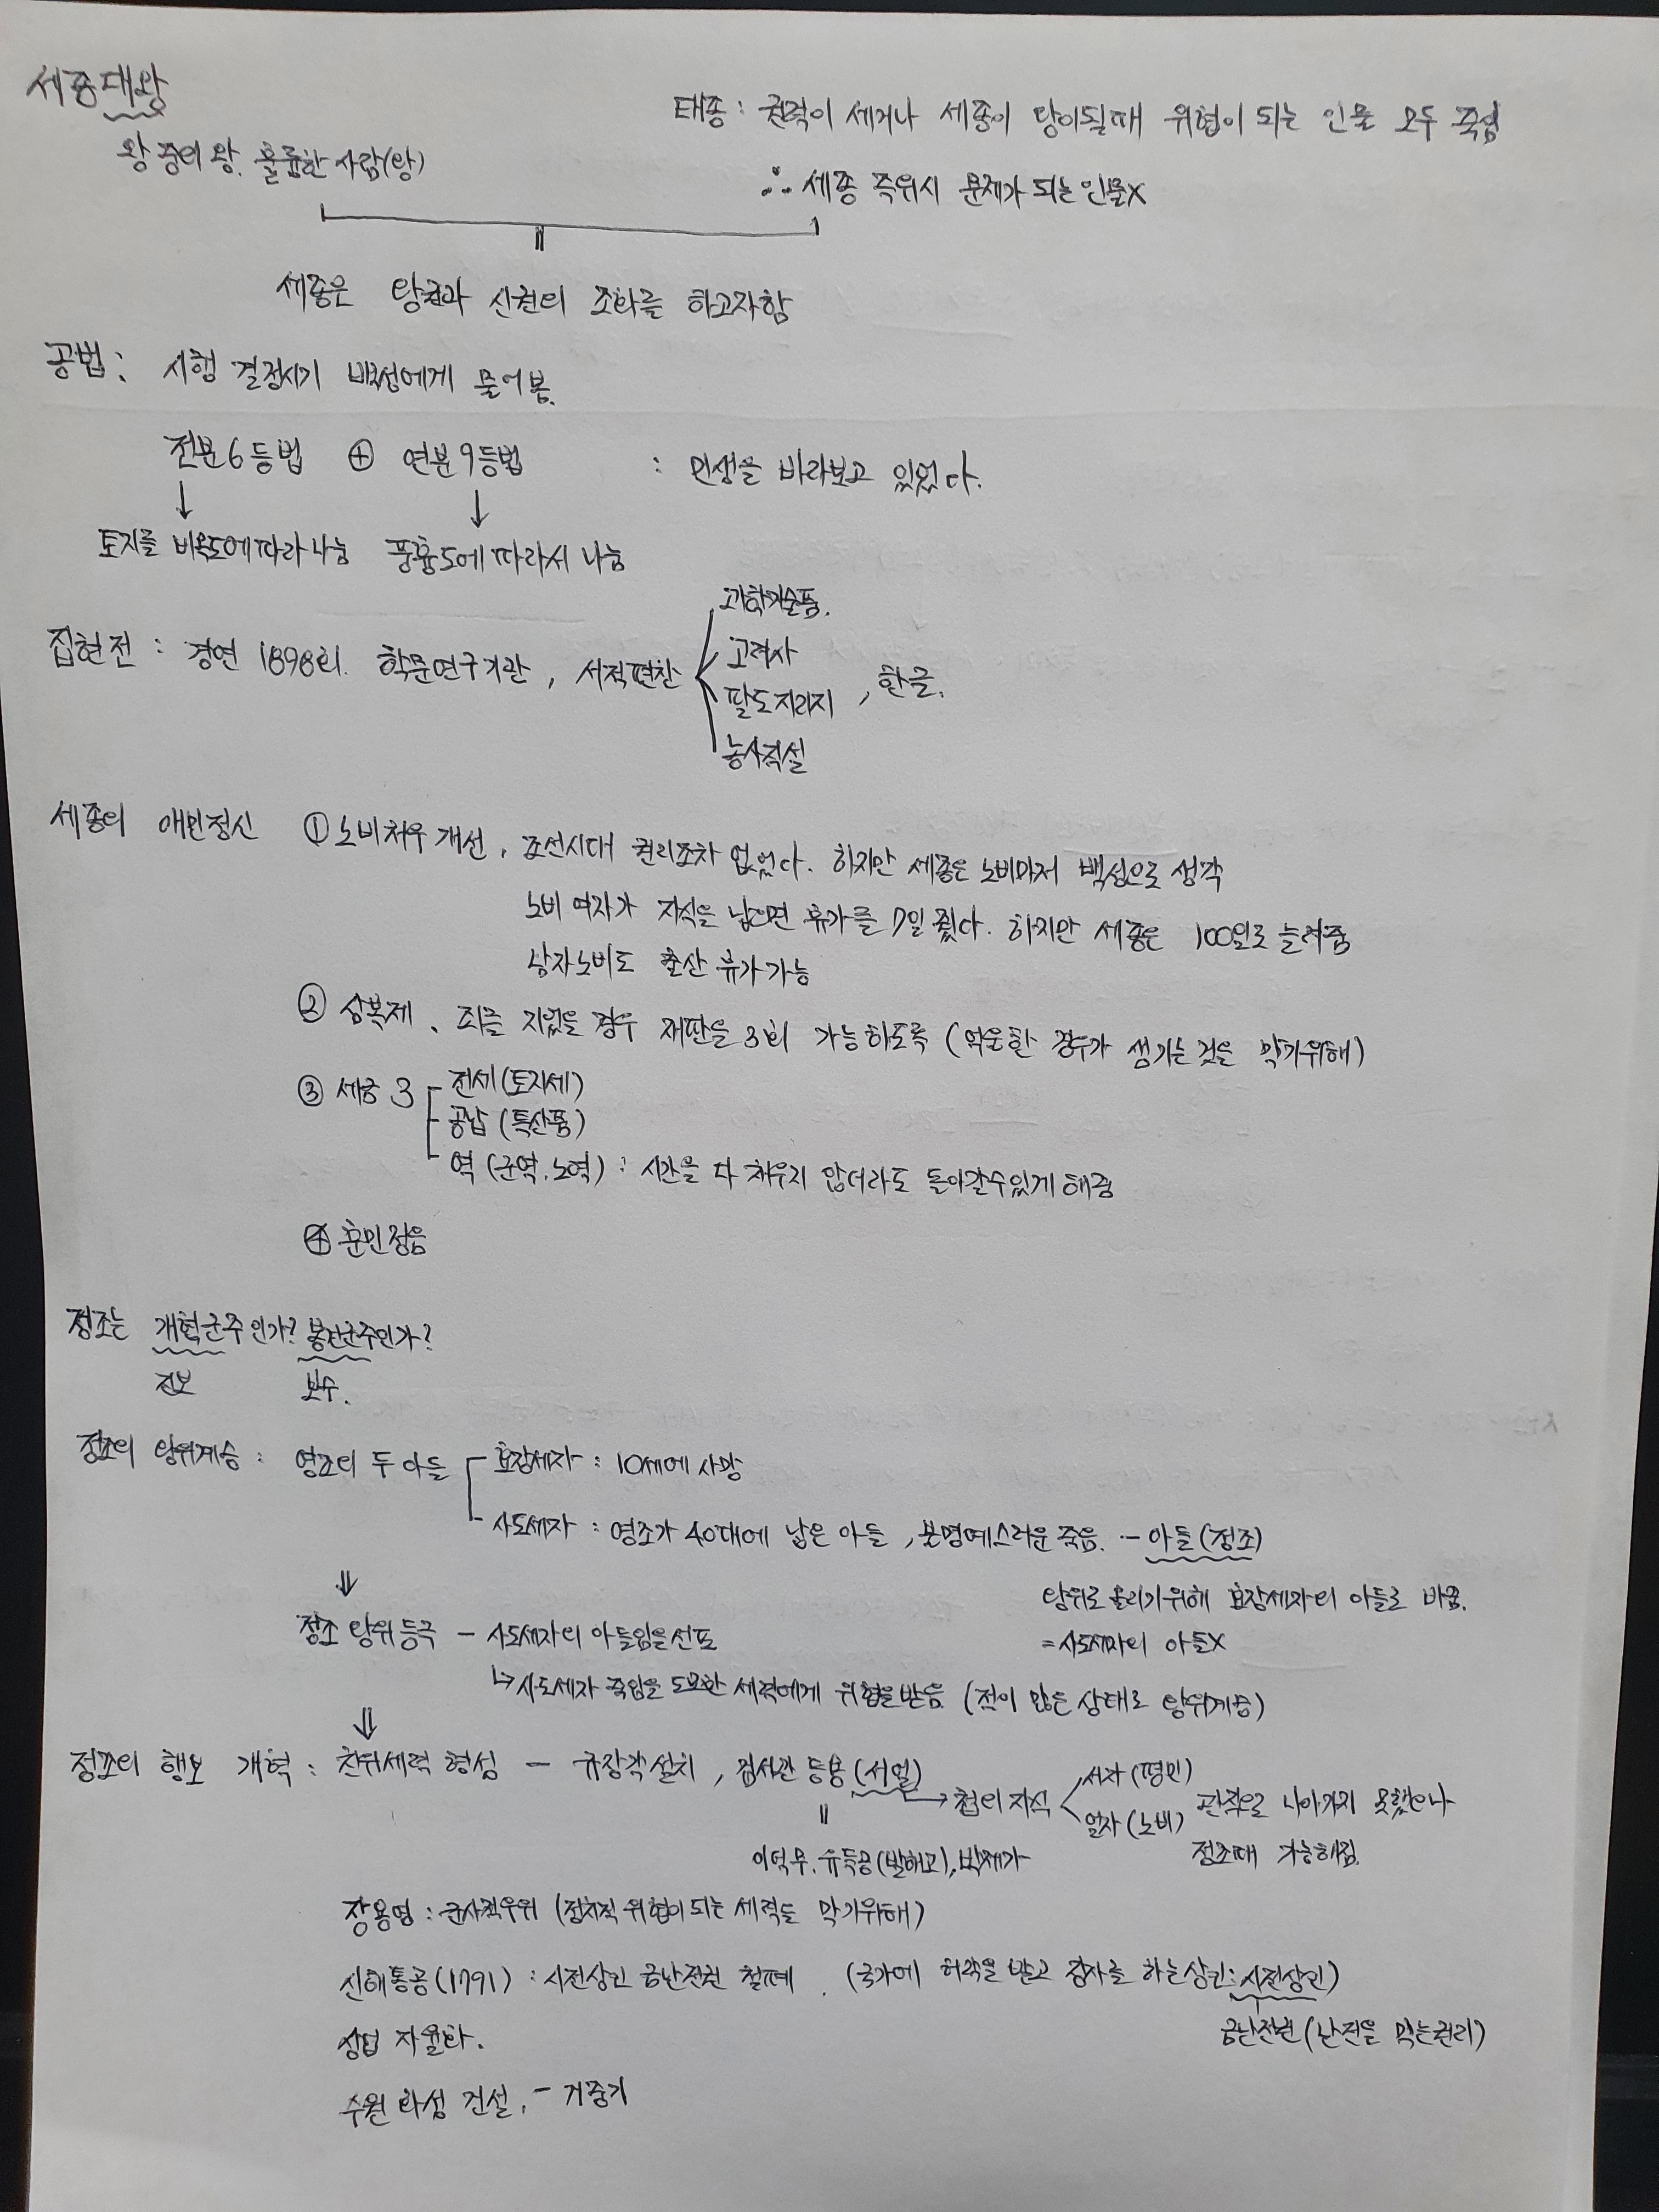 세종대왕
왕 중의 왕. 훌륭한 사람(왕)
태종 : 권력이 세거나 세종이 왕이될때 위협이 되는 인물 모두 죽임
∴ 세종 즉위시 문제가 되는 인물X
세종은 왕권과 신권의 조화를 하고자함
공법 : 시행 결정시기 백성에게 물어봄.
전분6등법 ⊕ 연분9등법 : 민생을 바라보고 있었다.
↓ ↓
토지를 비옥도에따라 나눔 풍흉도에 따라서 나눔
집현전 : 경연 1898회. 학문연구기관, 서적편찬
과학기술품.
고려사
팔도지리지 , 한글.
농사직설
세종의 애민정신 ① 노비처우 개선, 조선시대 권리조차 없었다. 하지만 세종은 노비마저 백성으로 생각
노비 여자가 자식을 낳으면 휴가를 7일 줬다. 하지만 세종은 100일로 늘려줌
남자노비도 출산 휴가 가능
② 삼복제, 죄를 지었을 경우 재판을 3회 가능하도록 (억울한 경우가 생기는 것을 막기위해)
③ 세종 3 전세(토지세)
공납 (특산품)
역 (군역, 노역) : 시간을 다 채우지 않더라도 돌아갈수있게 해줌
④ 훈민정음
정조는 개혁군주인가? 봉건군주인가?
진보 보수.
정조의 왕위계승 : 영조의 두 아들 효장세자 : 10세에 사망
사도세자 : 영조가 40대에 낳은 아들, 불명예스러운 죽음. - 아들(정조)
⇓
왕위로 올리기위해 효장세자의 아들로 바꿈.
= 사도세자의 아들X
정조 왕위 등극 - 사도세자의 아들임을선포
↳ 사도세자 죽임을 도모한 세력에게 위협을받음 (적이 많은 상태로 왕위계승)
⇓
정조의 행보 개혁 : 친위세력 형성 - 규장각설치, 검서관 등용 (서얼) → 첩의 자식
서자 (평민)
얼자 (노비)
관직으로 나아가지 못했으나
정조때 가능해짐.
이덕무, 유득공(발해고), 박제가
장용영 : 군사적우위 (정치적 위협이 되는 세력들 막기위해)
신해통공(1791) : 시전상인 금난전권 철폐. (국가에 허락을 받고 장사를 하는상인:시전상인)
금난전권(난전을 막는권리)
상업 자율화.
수원 화성 건설, - 거중기